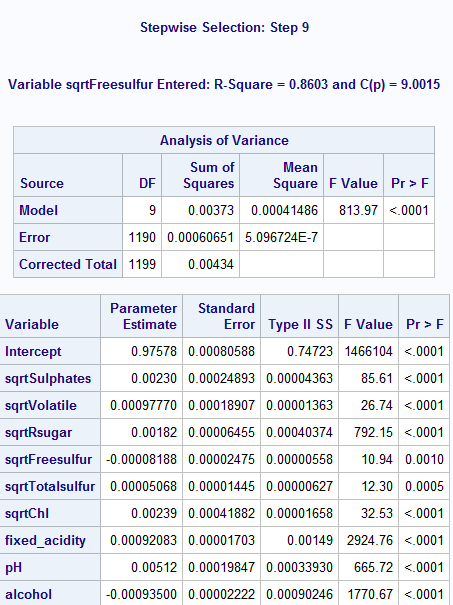 Stepwise Selection: Step 9
Variable sqrtFreesulfur Entered: R-Square = 0.8603 and C(p) = 9.0015
Analysis of Variance
Source DF Sum of Squares Mean Square F Value Pr > F
Model 9 0.00373 0.00041486 813.97 <.0001
Error 1190 0.00060651 5.096724E-7
Corrected Total 1199 0.00434
Variable Parameter Estimate Standard Error Type II SS F Value Pr > F
Intercept 0.97578 0.00080588 0.74723 1466104 <.0001
sqrtSulphates 0.00230 0.00024893 0.00004363 85.61 <.0001
sqrtVolatile 0.00097770 0.00018907 0.00001363 26.74 <.0001
sqrtRsugar 0.00182 0.00006455 0.00040374 792.15 <.0001
sqrtFreesulfur -0.00008188 0.00002475 0.00000558 10.94 0.0010
sqrtTotalsulfur 0.00005068 0.00001445 0.00000627 12.30 0.0005
sqrtChl 0.00239 0.00041882 0.00001658 32.53 <.0001
fixed_acidity 0.00092083 0.00001703 0.00149 2924.76 <.0001
pH 0.00512 0.00019847 0.00033930 665.72 <.0001
alcohol -0.00093500 0.00002222 0.00090246 1770.67 <.0001